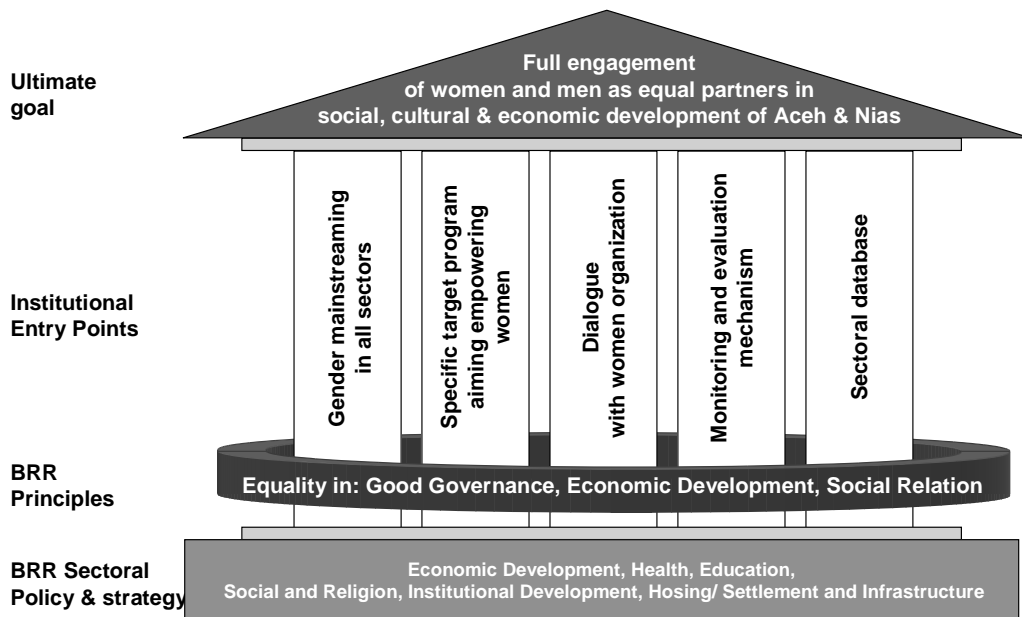 Ultimate
goal
Full engagement
of women and men as equal partners in
social, cultural & economic development of Aceh & Nias
Institutional
Entry Points
Gender mainstreaming
in all sectors
Specific target program
aiming empowering
women
Dialogue
with women organization
Monitoring and evaluation
mechanism
Sectoral database
BRR
Principles
Equality in: Good Governance, Economic Development, Social Relation
BRR Sectoral
Policy & strategy
Economic Development, Health, Education,
Social and Religion, Institutional Development, Hosing/ Settlement and Infrastructure